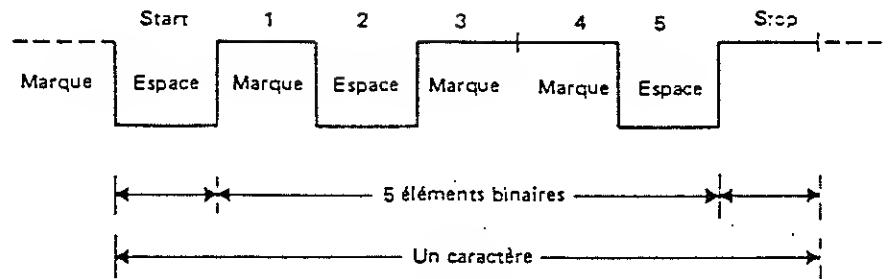 Start 1 2 3 4 5 Stop
Marque Espace Marque Espace Marque Marque Espace
5 éléments binaires
Un caractère